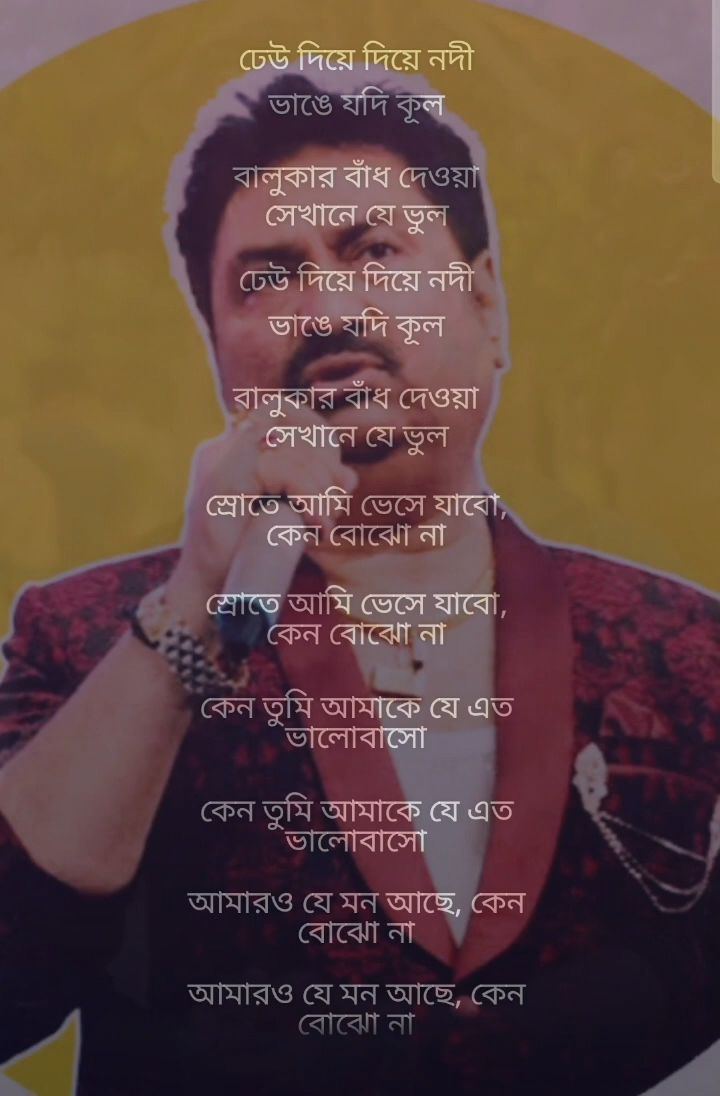 ঢেউ দিয়ে দিয়ে নদী
ভাঙে যদি কূল
বালুকার বাঁধ দেওয়া
সেখানে যে ভুল
ঢেউ দিয়ে দিয়ে নদী
ভাঙে যদি কূল
বালুকার বাঁধ দেওয়া
সেখানে যে ভুল
স্রোতে আমি ভেসে যাবো,
কেন বোঝো না
স্রোতে আমি ভেসে যাবো,
কেন বোঝো না
কেন তুমি আমাকে যে এত
ভালোবাসো
কেন তুমি আমাকে যে এত
ভালোবাসো
আমারও যে মন আছে, কেন
বোঝো না
আমারও যে মন আছে, কেন
বোঝো না